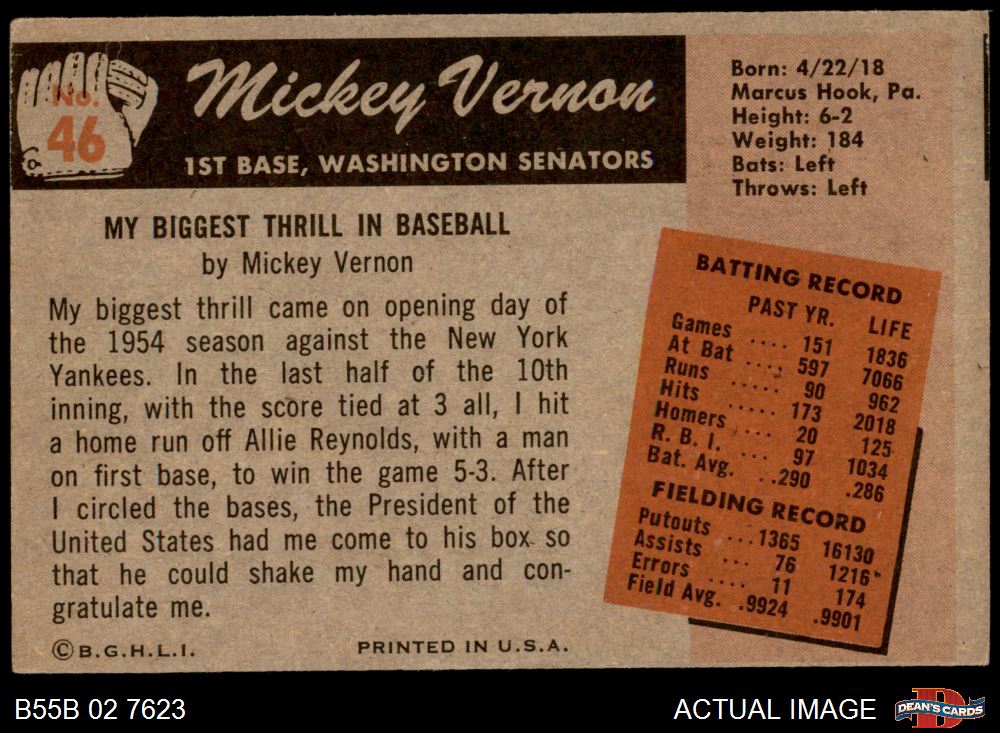 No.
46
Mickey Vernon
1ST BASE, WASHINGTON SENATORS
Born: 4/22/18
Marcus Hook, Pa.
Height: 6-2
Weight: 184
Bats: Left
Throws: Left
MY BIGGEST THRILL IN BASEBALL
by Mickey Vernon
My biggest thrill came on opening day of
the 1954 season against the New York
Yankees. In the last half of the 10th
inning, with the score tied at 3 all, I hit
a home run off Allie Reynolds, with a man
on first base, to win the game 5-3. After
I circled the bases, the President of the
United States had me come to his box so
that he could shake my hand and con-
gratulate me.
BATTING RECORD
PAST YR. LIFE
Games .... 151 1836
At Bat .... 597 7066
Runs ..... 90 962
Hits ..... 173 2018
Homers .... 20 125
R. B. I. ... 97 1034
Bat. Avg. ..290 .286
FIELDING RECORD
Putouts ...1365 16130
Assists ... 76 1216
Errors .... 11 174
Field Avg. .9924 .9901
© B.G.H.L.I. PRINTED IN U.S.A.
B55B 02 7623 ACTUAL IMAGE
D
DEAN'S CARDS